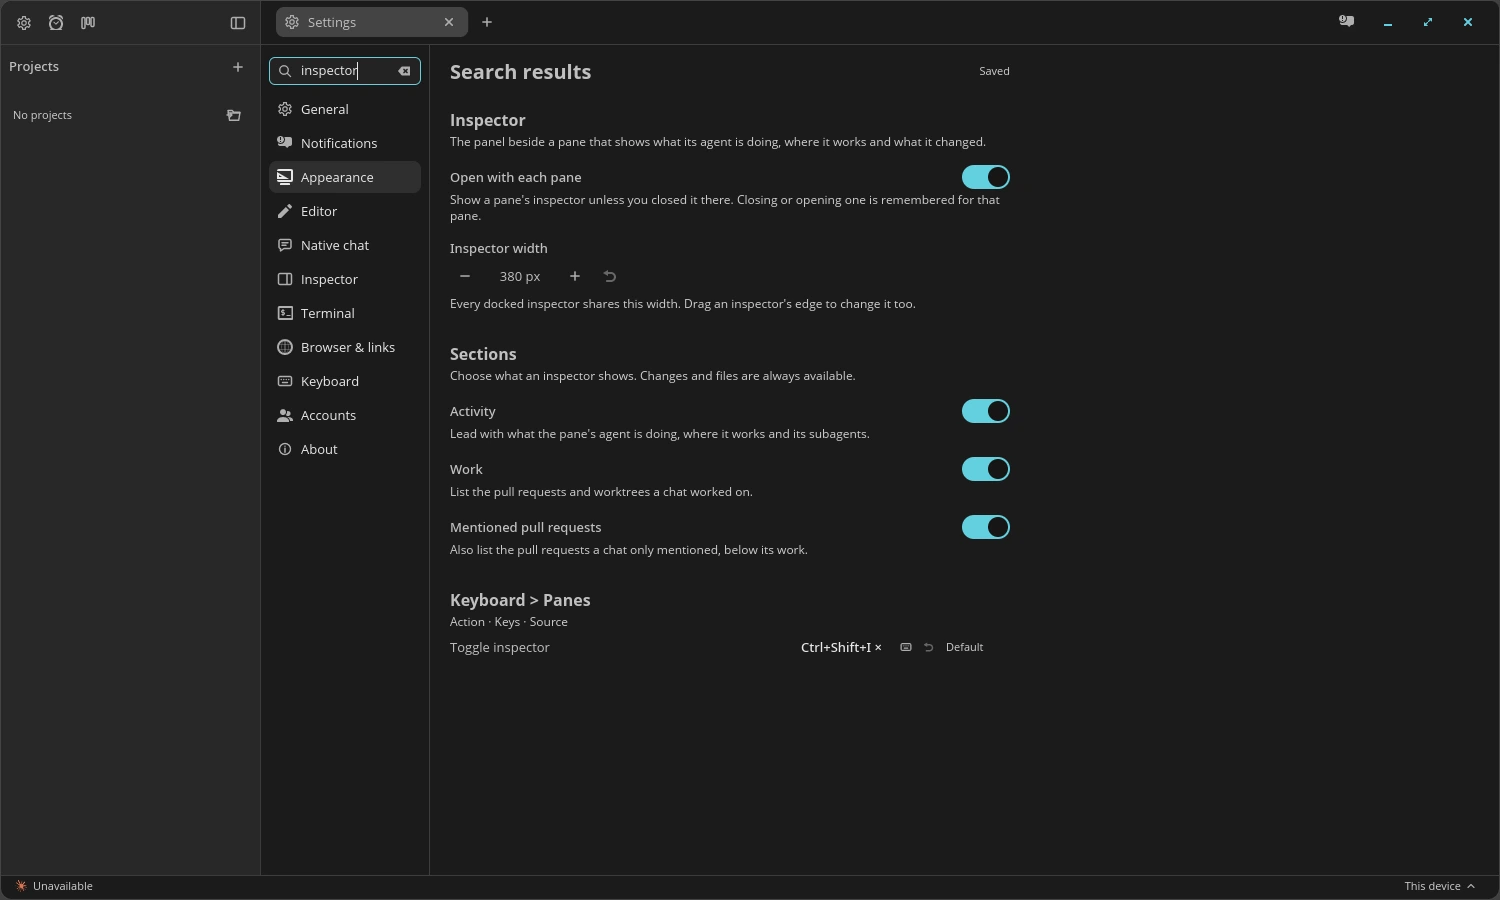 Settings
Projects
No projects
inspector
General
Notifications
Appearance
Editor
Native chat
Inspector
Terminal
Browser & links
Keyboard
Accounts
About
Search results
Saved
Inspector
The panel beside a pane that shows what its agent is doing, where it works and what it changed.
Open with each pane
Show a pane's inspector unless you closed it there. Closing or opening one is remembered for that
pane.
Inspector width
380 px
Every docked inspector shares this width. Drag an inspector's edge to change it too.
Sections
Choose what an inspector shows. Changes and files are always available.
Activity
Lead with what the pane's agent is doing, where it works and its subagents.
Work
List the pull requests and worktrees a chat worked on.
Mentioned pull requests
Also list the pull requests a chat only mentioned, below its work.
Keyboard > Panes
Action · Keys · Source
Toggle inspector Ctrl+Shift+I × Default
Unavailable
This device